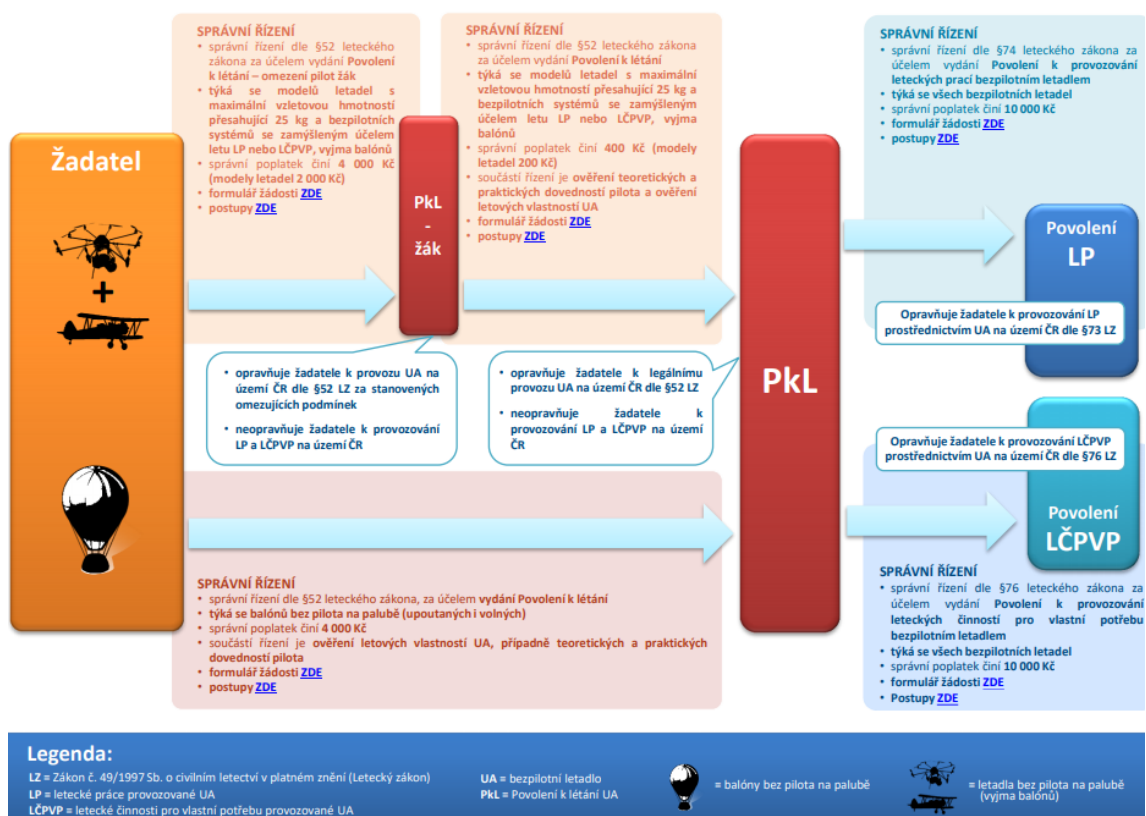 Žadatel
+
SPRÁVNÍ ŘÍZENÍ
• správní řízení dle §52 leteckého
zákona za účelem vydání Povolení
k létání – omezení pilot žák
• týká se modelů letadel s
maximální vzletovou hmotností
přesahující 25 kg a bezpilotních
systémů se zamýšleným účelem
letu LP nebo LČPVP, vyjma balónů
• správní poplatek činí 4 000 Kč
(modely letadel 2 000 Kč)
• formulář žádosti ZDE
• postupy ZDE
PkL
-
žák
SPRÁVNÍ ŘÍZENÍ
• správní řízení dle §52 leteckého zákona
za účelem vydání Povolení k létání
• týká se modelů letadel s maximální
vzletovou hmotností přesahující 25 kg a
bezpilotních systémů se zamýšleným
účelem letu LP nebo LČPVP, vyjma
balónů
• správní poplatek činí 400 Kč (modely
letadel 200 Kč)
• součástí řízení je ověření teoretických a
praktických dovedností pilota a ověření
letových vlastností UA
• formulář žádosti ZDE
• postupy ZDE
• opravňuje žadatele k provozu UA na
území ČR dle §52 LZ za stanovených
omezujících podmínek
• neopravňuje žadatele k provozování
LP a LČPVP na území ČR
• opravňuje žadatele k legálnímu
provozu UA na území ČR dle §52 LZ
• neopravňuje žadatele k
provozování LP a LČPVP na území
ČR
PkL
SPRÁVNÍ ŘÍZENÍ
• správní řízení dle §74 leteckého zákona za
účelem vydání Povolení k provozování
leteckých prací bezpilotním letadlem
• týká se všech bezpilotních letadel
• správní poplatek činí 10 000 Kč
• formulář žádosti ZDE
• postupy ZDE
Povolení
LP
Opravňuje žadatele k provozování LP
prostřednictvím UA na území ČR dle §73 LZ
Opravňuje žadatele k provozování LČPVP
prostřednictvím UA na území ČR dle §76 LZ
Povolení
LČPVP
SPRÁVNÍ ŘÍZENÍ
• správní řízení dle §76 leteckého zákona za
účelem vydání Povolení k provozování
leteckých činností pro vlastní potřebu
bezpilotním letadlem
• týká se všech bezpilotních letadel
• správní poplatek činí 10 000 Kč
• formulář žádosti ZDE
• Postupy ZDE
SPRÁVNÍ ŘÍZENÍ
• správní řízení dle §52 leteckého zákona, za účelem vydání Povolení k létání
• týká se balónů bez pilota na palubě (upoutaných i volných)
• správní poplatek činí 4 000 Kč
• součástí řízení je ověření letových vlastností UA, případně teoretických a praktických
dovedností pilota
• formulář žádosti ZDE
• postupy ZDE
Legenda:
LZ = Zákon č. 49/1997 Sb. o civilním letectví v platném znění (Letecký zákon)
LP = letecké práce provozované UA
LČPVP = letecké činnosti pro vlastní potřebu provozované UA
UA = bezpilotní letadlo
PkL = Povolení k létání UA
= balóny bez pilota na palubě
= letadla bez pilota na palubě
(vyjma balónů)